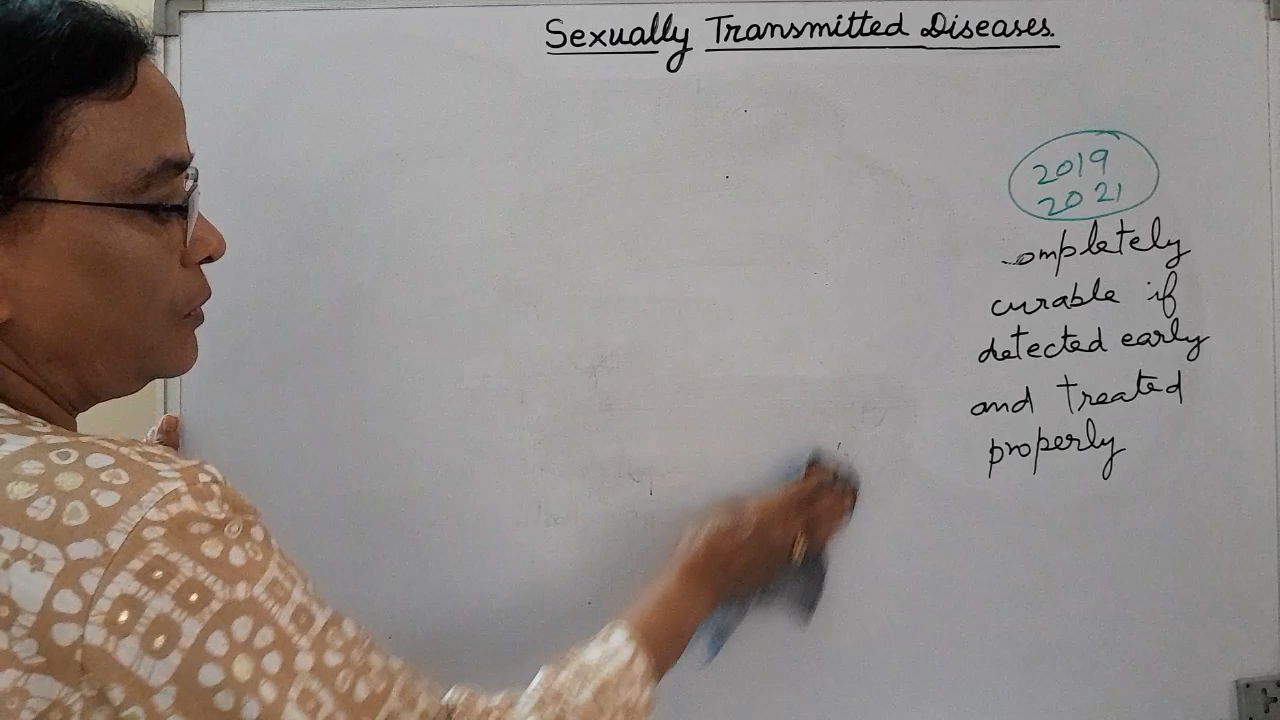 Sexually Transmitted Diseases.
2019
2021
ompletely
curable if
detected early
and treated
properly